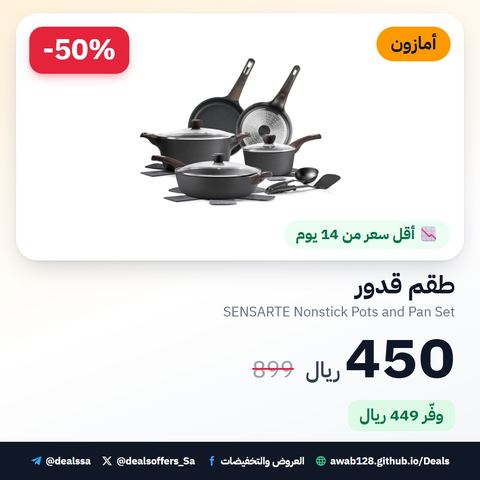 -50%
أمازون
أقل سعر من 14 يوم
طقم قدور
SENSARTE Nonstick Pots and Pan Set
450 ريال 899
وفّر 449 ريال
@dealssa @dealsoffers_Sa العروض والتخفيضات awab128.github.io/Deals